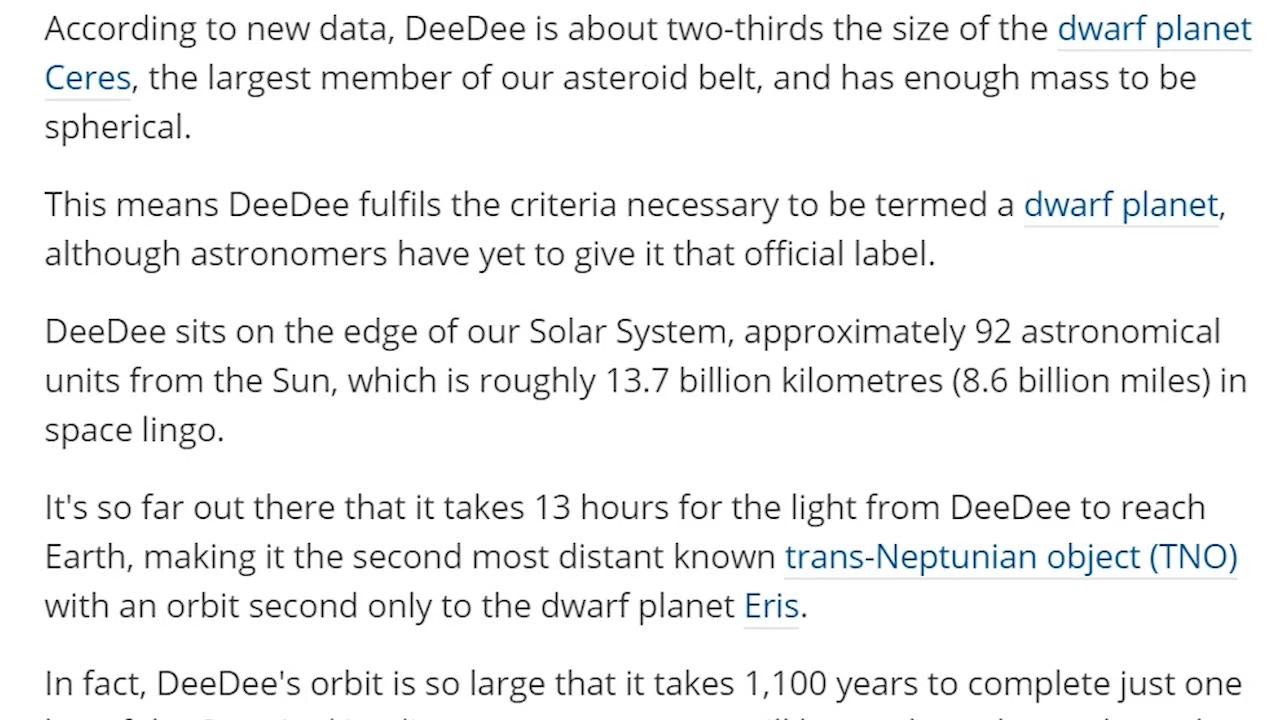 According to new data, DeeDee is about two-thirds the size of the dwarf planet
Ceres, the largest member of our asteroid belt, and has enough mass to be
spherical.
This means DeeDee fulfils the criteria necessary to be termed a dwarf planet,
although astronomers have yet to give it that official label.
DeeDee sits on the edge of our Solar System, approximately 92 astronomical
units from the Sun, which is roughly 13.7 billion kilometres (8.6 billion miles) in
space lingo.
It's so far out there that it takes 13 hours for the light from DeeDee to reach
Earth, making it the second most distant known trans-Neptunian object (TNO)
with an orbit second only to the dwarf planet Eris.
In fact, DeeDee's orbit is so large that it takes 1,100 years to complete just one